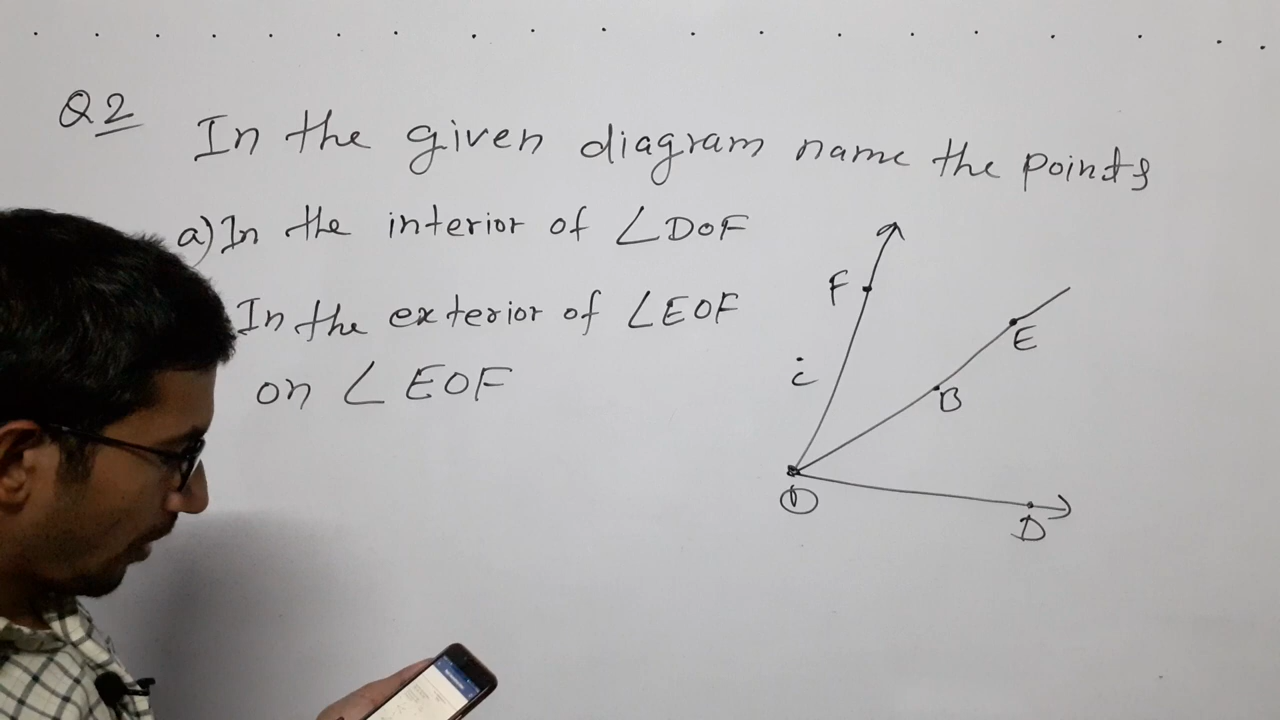 Q2 In the given diagram name the points
a) In the interior of ∠DOF
In the exterior of ∠EOF
on ∠EOF
F
E
C
B
O
D